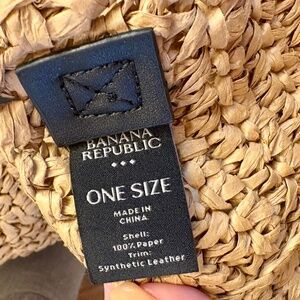 BANANA
REPUBLIC
ONE SIZE
MADE IN
CHINA
Shell:
100% Paper
Trim:
Synthetic Leather